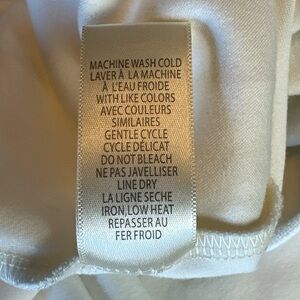 MACHINE WASH COLD
LAVER À LA MACHINE
À L'EAU FROIDE
WITH LIKE COLORS
AVEC COULEURS
SIMILAIRES
GENTLE CYCLE
CYCLE DÉLICAT
DO NOT BLEACH
NE PAS JAVELLISER
LINE DRY
LA LIGNE SECHE
IRON,LOW HEAT
REPASSER AU
FER FROID